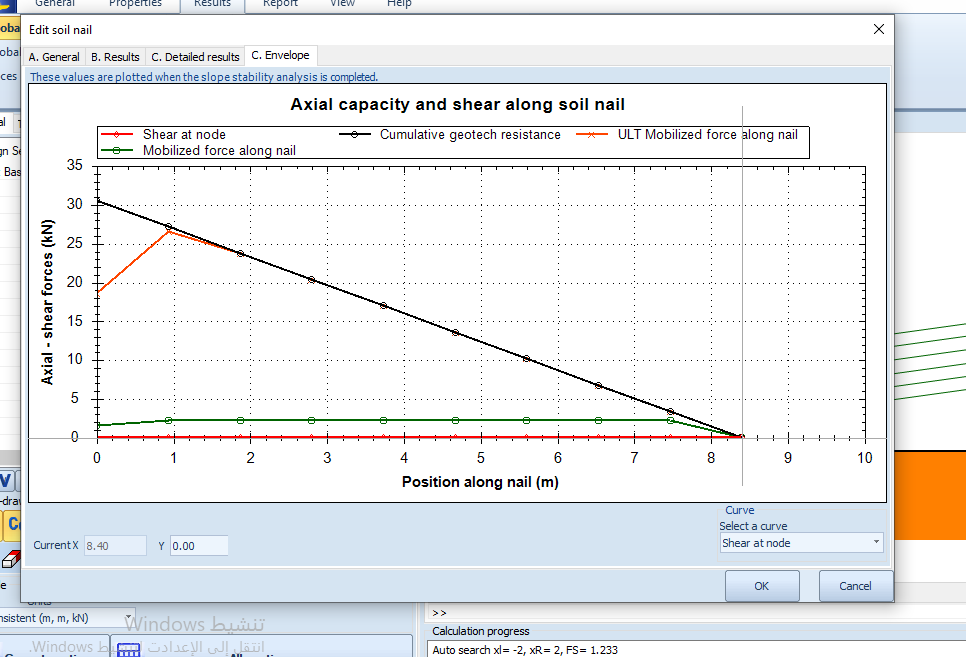 General Properties Results Report View Help
Edit soil nail
A. General B. Results C. Detailed results C. Envelope
These values are plotted when the slope stability analysis is completed.
Axial capacity and shear along soil nail
Shear at node Cumulative geotech resistance ULT Mobilized force along nail
Mobilized force along nail
35
30
25
20
15
10
5
0
Axial - shear forces (kN)
0 1 2 3 4 5 6 7 8 9 10
Position along nail (m)
Curve
Select a curve
Shear at node
Current X 8.40 Y 0.00
OK Cancel
nsistent (m, m, kN)
تنشيط Windows
انتقل إلى الإعدادات لتنشيط Windows.
>>
Calculation progress
Auto search xl= -2, xR= 2, FS= 1.233